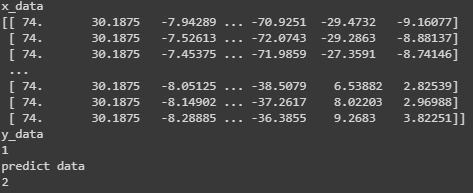 x_data
[[ 74. 30.1875 -7.94289 ... -70.9251 -29.4732 -9.16077]
[ 74. 30.1875 -7.52613 ... -72.0743 -29.2863 -8.88137]
[ 74. 30.1875 -7.45375 ... -71.9859 -27.3591 -8.74146]
...
[ 74. 30.1875 -8.05125 ... -38.5079 6.53882 2.82539]
[ 74. 30.1875 -8.14902 ... -37.2617 8.02203 2.96988]
[ 74. 30.1875 -8.28885 ... -36.3855 9.2683 3.82251]]
y_data
1
predict data
2